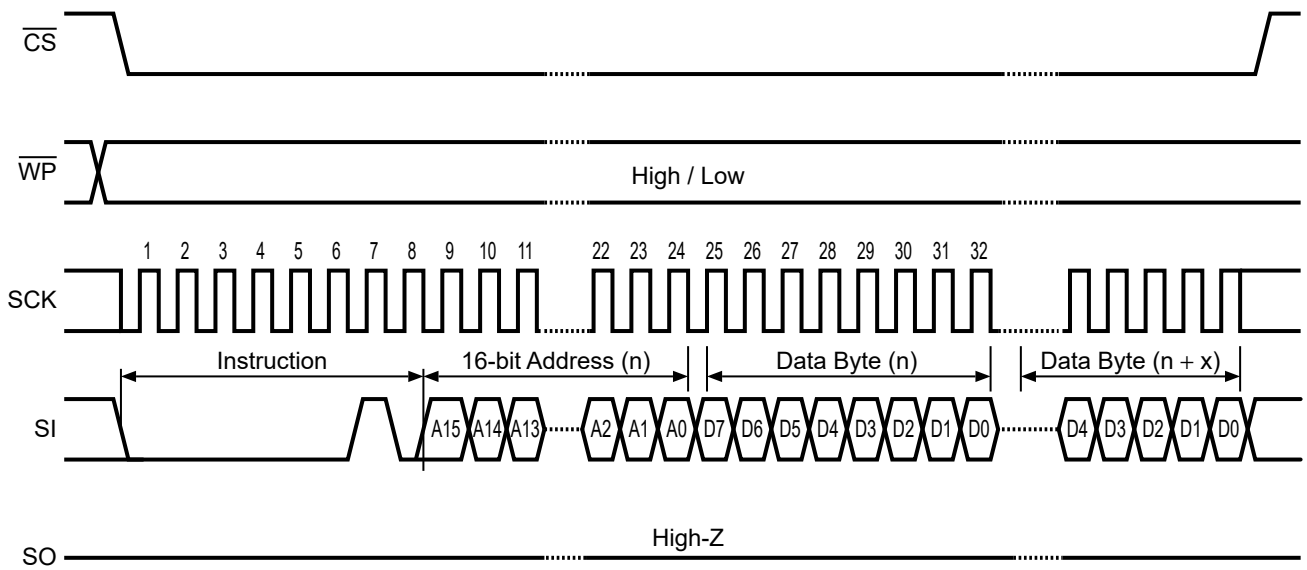 CS
WP
High / Low
1 2 3 4 5 6 7 8 9 10 11 22 23 24 25 26 27 28 29 30 31 32
SCK
Instruction 16-bit Address (n) Data Byte (n) Data Byte (n + x)
SI A15 A14 A13 A2 A1 A0 D7 D6 D5 D4 D3 D2 D1 D0 D4 D3 D2 D1 D0
High-Z
SO